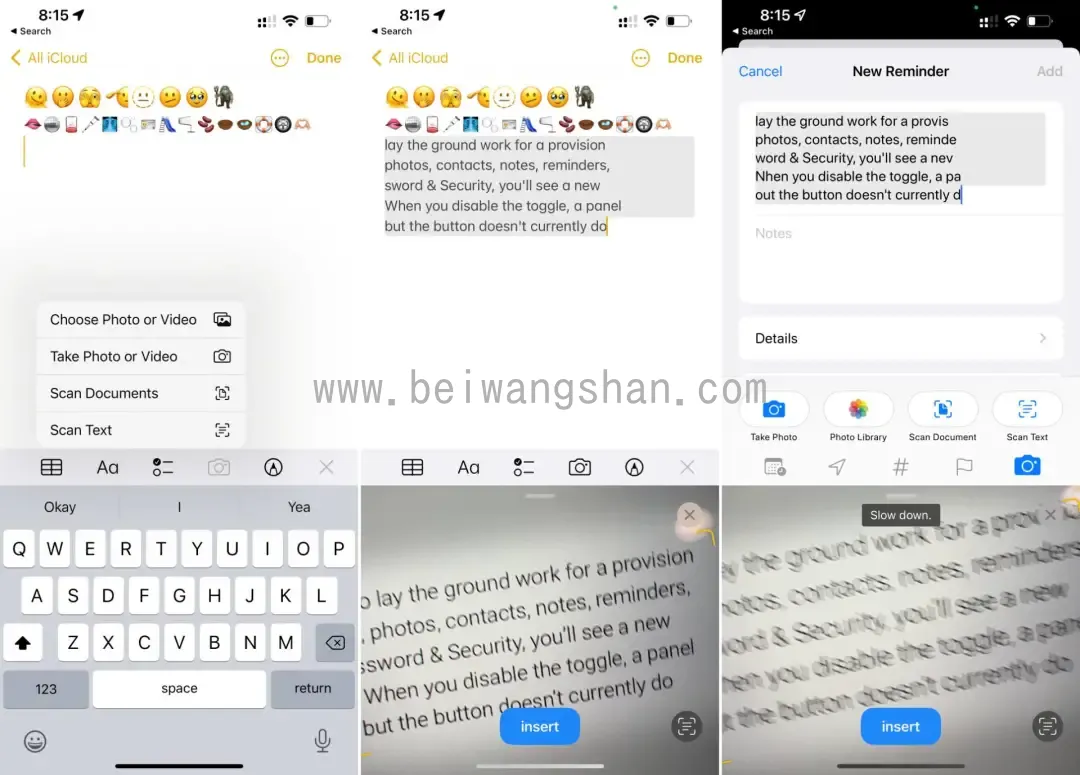 8:15
Search
All iCloud
Done
Choose Photo or Video
Take Photo or Video
Scan Documents
Scan Text
Aa
Okay
I
Yea
Q W E R T Y U I O P
A S D F G H J K L
Z X C V B N M
123
space
return
8:15
Search
All iCloud
Done
lay the ground work for a provision
photos, contacts, notes, reminders,
sword & Security, you'll see a new
When you disable the toggle, a panel
but the button doesn't currently do
Aa
o lay the ground work for a provision
, photos, contacts, notes, reminders,
ssword & Security, you'll see a new
When you disable the toggle, a panel
but the button doesn't currently do
insert
8:15
Search
Cancel
New Reminder
Add
lay the ground work for a provis
photos, contacts, notes, reminde
word & Security, you'll see a nev
Nhen you disable the toggle, a pa
out the button doesn't currently d
Notes
Details
Take Photo
Photo Library
Scan Document
Scan Text
#
Slow down.
y the ground work for a provi
otos, contacts, notes, reminders
word & Security, you'll see a new
hen you disable the toggle, a pane
t the button doesn't currently do
insert
www.beiwangshan.com